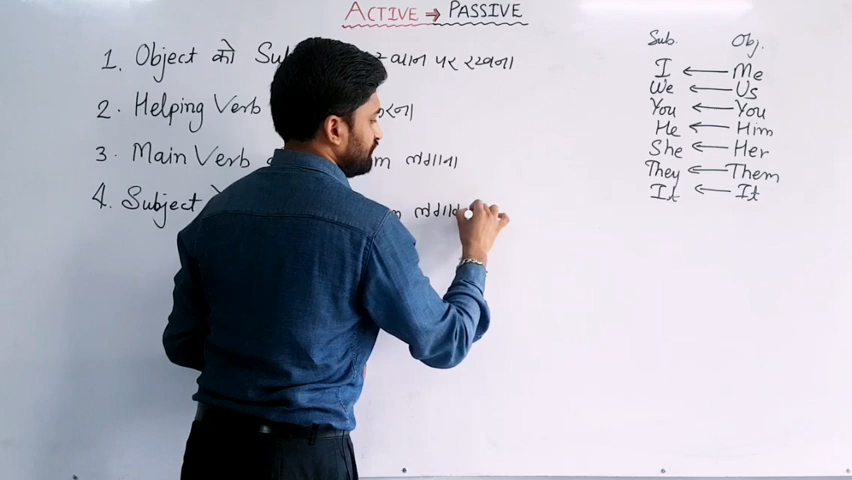 ACTIVE → PASSIVE
1. Object को Sub स्थान पर रखना
2. Helping Verb रना
3. Main Verb लगाना
4. Subject
Sub. Obj.
I ← Me
We ← Us
You ← You
He ← Him
She ← Her
They ← Them
It ← It